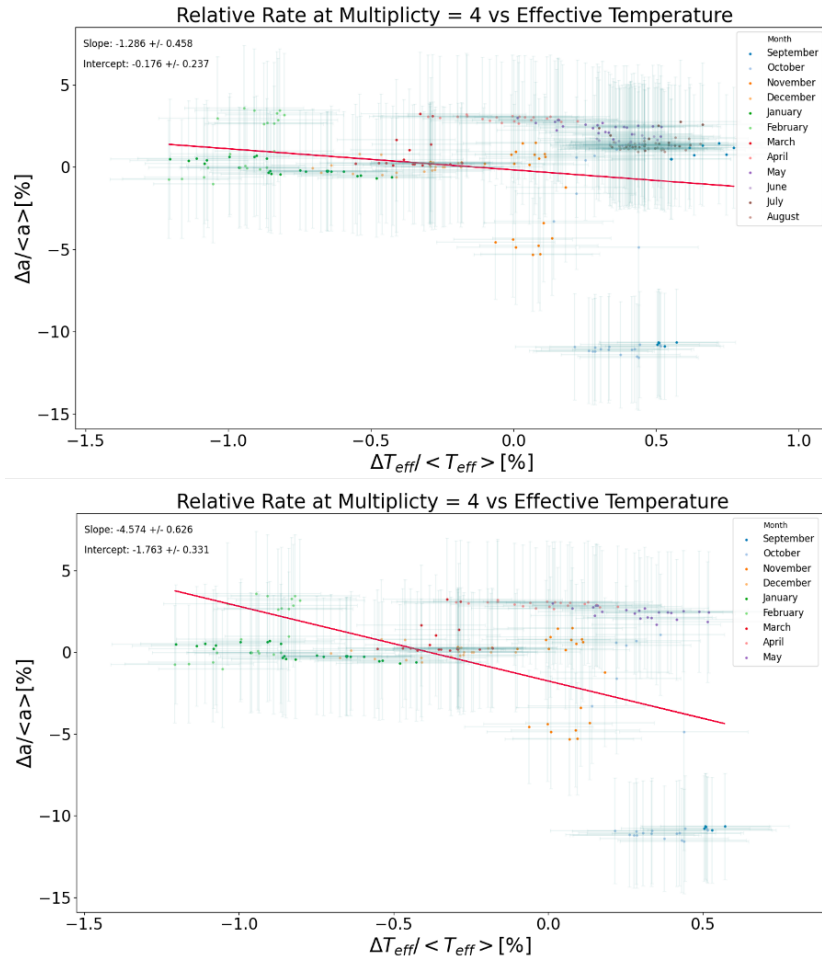 Relative Rate at Multiplicty = 4 vs Effective Temperature
Slope: -1.286 +/- 0.458
Intercept: -0.176 +/- 0.237
Month
September
October
November
December
January
February
March
April
May
June
July
August
5
0
−5
−10
−15
Δa/<a>[%]
−1.5 −1.0 −0.5 0.0 0.5 1.0
ΔT_eff/ < T_eff > [%]
Relative Rate at Multiplicty = 4 vs Effective Temperature
Slope: -4.574 +/- 0.626
Intercept: -1.763 +/- 0.331
Month
September
October
November
December
January
February
March
April
May
5
0
−5
−10
−15
Δa/<a>[%]
−1.5 −1.0 −0.5 0.0 0.5
ΔT_eff/ < T_eff > [%]